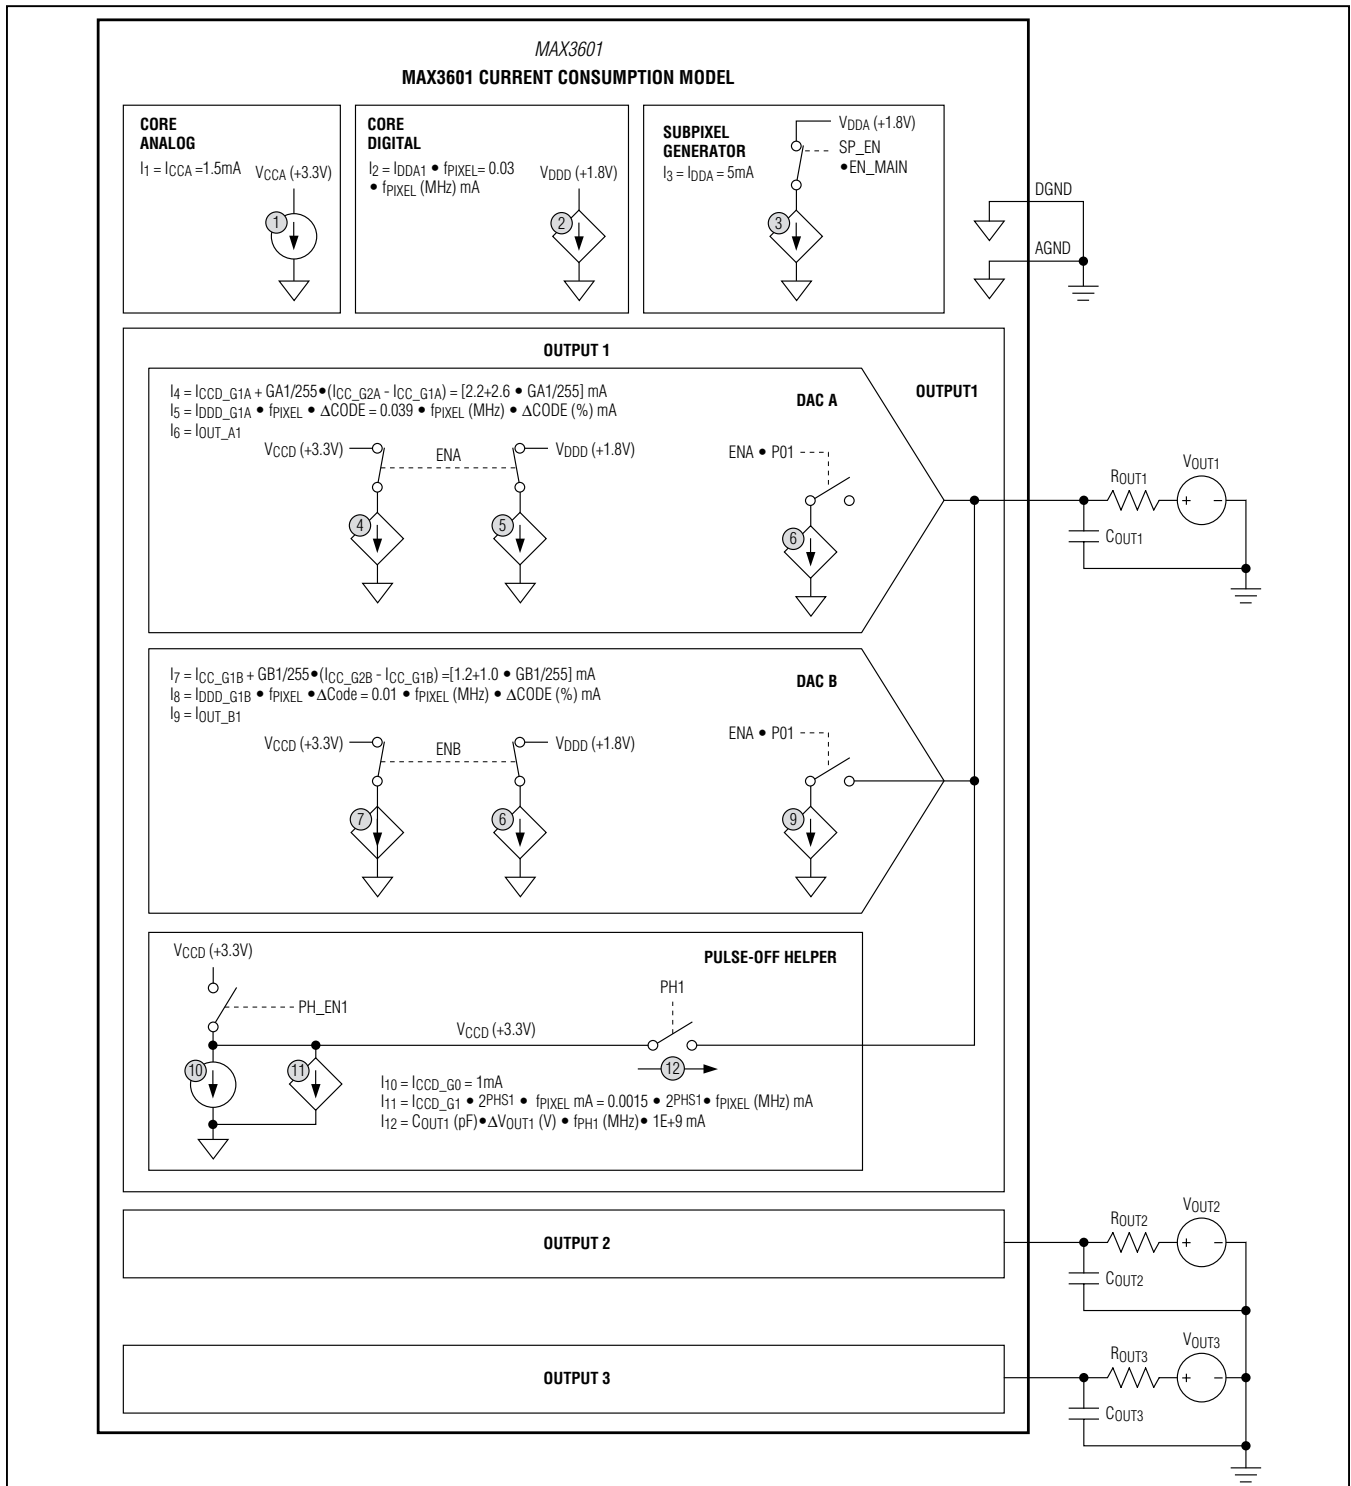 MAX3601
MAX3601 CURRENT CONSUMPTION MODEL
CORE
ANALOG
I1 = ICCA =1.5mA
VCCA (+3.3V)
1
CORE
DIGITAL
I2 = IDDA1 • fPIXEL= 0.03
• fPIXEL (MHz) mA
VDDD (+1.8V)
2
SUBPIXEL
GENERATOR
I3 = IDDA = 5mA
VDDA (+1.8V)
SP_EN
•EN_MAIN
3
DGND
AGND
OUTPUT 1
I4 = ICCD_G1A + GA1/255•(ICC_G2A - ICC_G1A) = [2.2+2.6 • GA1/255] mA
I5 = IDDD_G1A • fPIXEL • ΔCODE = 0.039 • fPIXEL (MHz) • ΔCODE (%) mA
I6 = IOUT_A1
DAC A
OUTPUT1
VCCD (+3.3V)
ENA
VDDD (+1.8V)
ENA • P01
4
5
6
ROUT1
VOUT1
+ -
COUT1
I7 = ICC_G1B + GB1/255•(ICC_G2B - ICC_G1B) =[1.2+1.0 • GB1/255] mA
I8 = IDDD_G1B • fPIXEL •ΔCode = 0.01 • fPIXEL (MHz) • ΔCODE (%) mA
I9 = IOUT_B1
DAC B
VCCD (+3.3V)
ENB
VDDD (+1.8V)
ENA • P01
7
6
9
VCCD (+3.3V)
PULSE-OFF HELPER
PH_EN1
PH1
VCCD (+3.3V)
10
11
12
I10 = ICCD_G0 = 1mA
I11 = ICCD_G1 • 2PHS1 • fPIXEL mA = 0.0015 • 2PHS1• fPIXEL (MHz) mA
I12 = COUT1 (pF)•ΔVOUT1 (V) • fPH1 (MHz)• 1E+9 mA
OUTPUT 2
ROUT2
VOUT2
+ -
COUT2
OUTPUT 3
ROUT3
VOUT3
+ -
COUT3